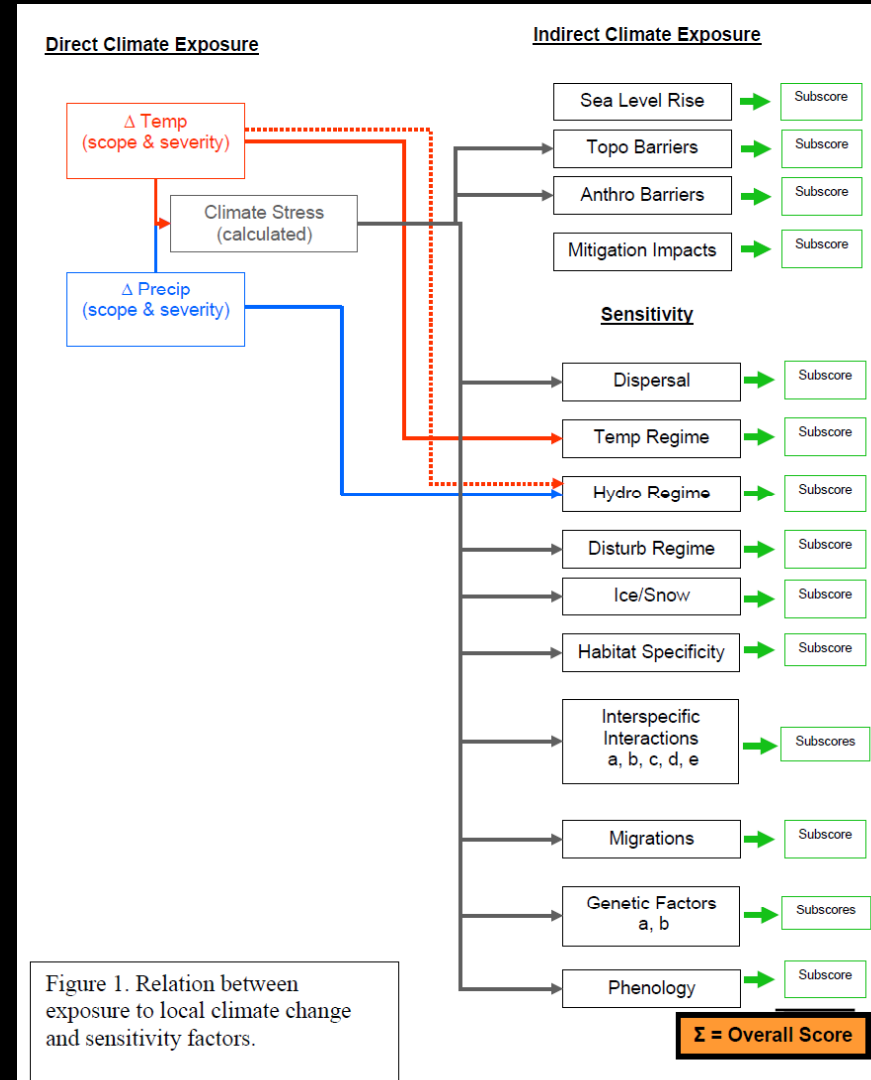 Direct Climate Exposure
Δ Temp
(scope & severity)
Climate Stress
(calculated)
Δ Precip
(scope & severity)
Indirect Climate Exposure
Sea Level Rise
Subscore
Topo Barriers
Subscore
Anthro Barriers
Subscore
Mitigation Impacts
Subscore
Sensitivity
Dispersal
Subscore
Temp Regime
Subscore
Hydro Regime
Subscore
Disturb Regime
Subscore
Ice/Snow
Subscore
Habitat Specificity
Subscore
Interspecific
Interactions
a, b, c, d, e
Subscores
Migrations
Subscore
Genetic Factors
a, b
Subscores
Phenology
Subscore
Σ = Overall Score
Figure 1. Relation between
exposure to local climate change
and sensitivity factors.